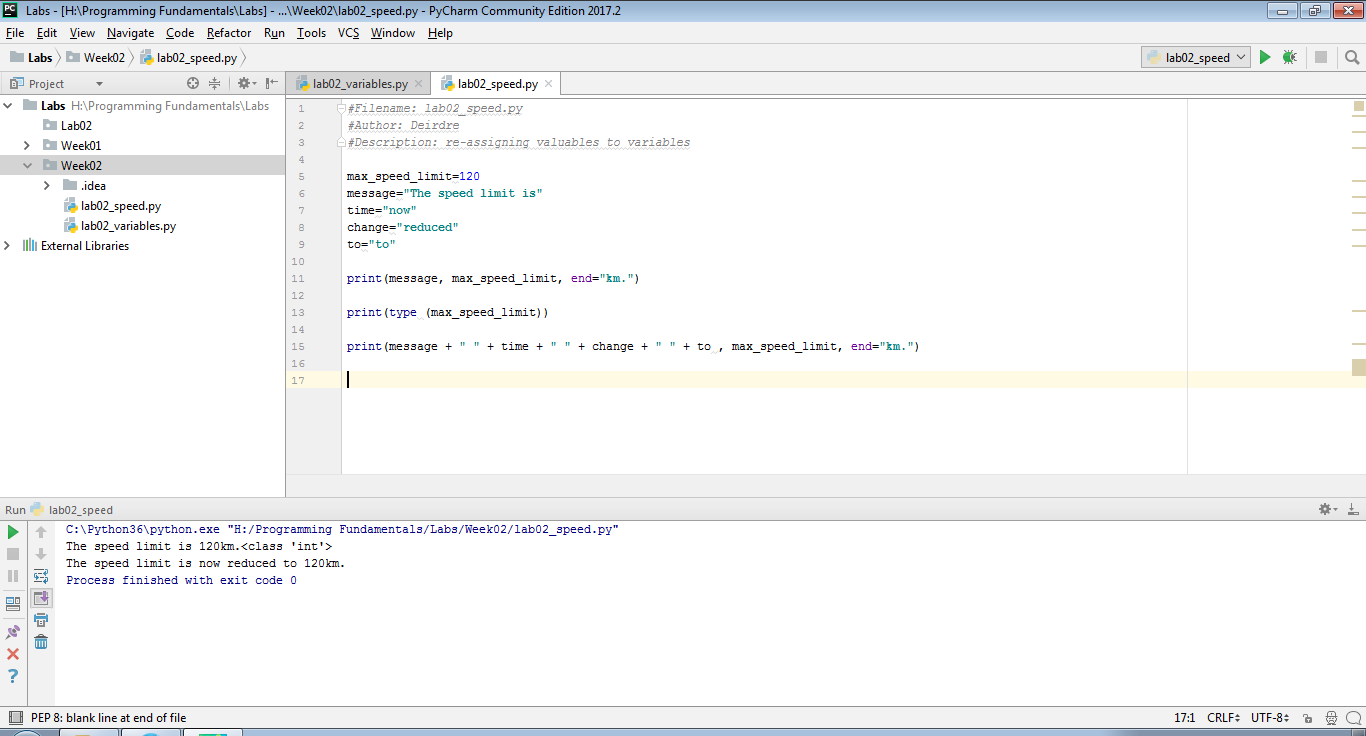 Labs - [H:\Programming Fundamentals\Labs] - ...\Week02\lab02_speed.py - PyCharm Community Edition 2017.2
File Edit View Navigate Code Refactor Run Tools VCS Window Help
Labs Week02 lab02_speed.py lab02_speed
Project lab02_variables.py lab02_speed.py
Labs H:\Programming Fundamentals\Labs
Lab02
Week01
Week02
.idea
lab02_speed.py
lab02_variables.py
External Libraries
1 #Filename: lab02_speed.py
2 #Author: Deirdre
3 #Description: re-assigning valuables to variables
4
5 max_speed_limit=120
6 message="The speed limit is"
7 time="now"
8 change="reduced"
9 to="to"
10
11 print(message, max_speed_limit, end="km.")
12
13 print(type (max_speed_limit))
14
15 print(message + " " + time + " " + change + " " + to , max_speed_limit, end="km.")
16
17
Run lab02_speed
C:\Python36\python.exe "H:/Programming Fundamentals/Labs/Week02/lab02_speed.py"
The speed limit is 120km.<class 'int'>
The speed limit is now reduced to 120km.
Process finished with exit code 0
PEP 8: blank line at end of file 17:1 CRLF UTF-8